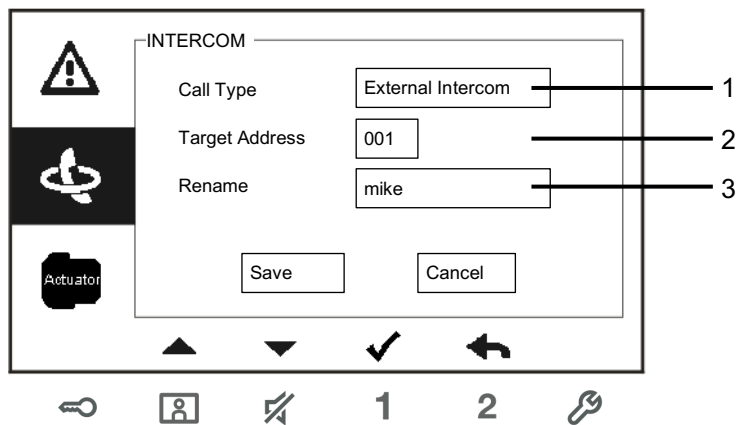 INTERCOM
Call Type External Intercom 1
Target Address 001 2
Rename mike 3
Actuator Save Cancel
1 2